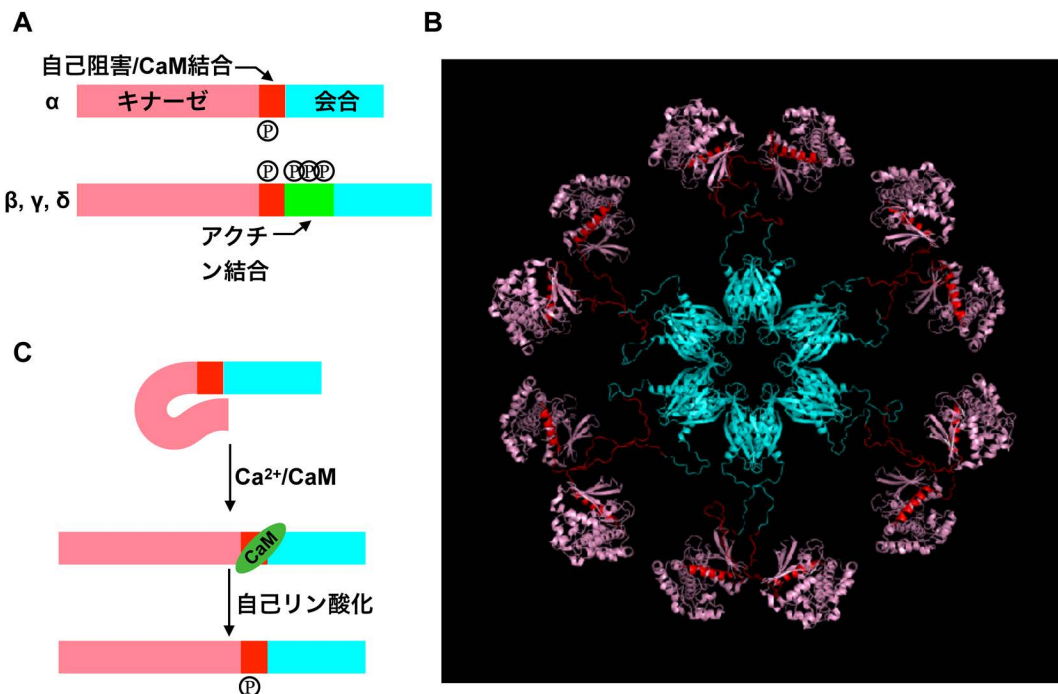 A
自己阻害/CaM結合
α
キナーゼ
会合
Ⓟ
Ⓟ ⓅⓅⓅ
β, γ, δ
アクチ
ン結合
B
C
Ca²⁺/CaM
CaM
自己リン酸化
Ⓟ